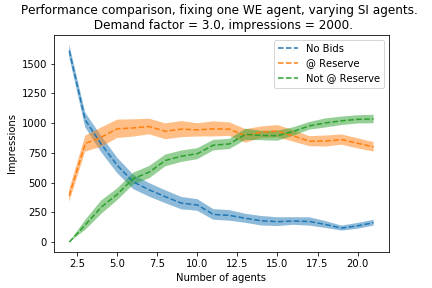 Performance comparison, fixing one WE agent, varying SI agents.
Demand factor = 3.0, impressions = 2000.
No Bids
@ Reserve
Not @ Reserve
Impressions
1500
1250
1000
750
500
250
0
2.5 5.0 7.5 10.0 12.5 15.0 17.5 20.0
Number of agents